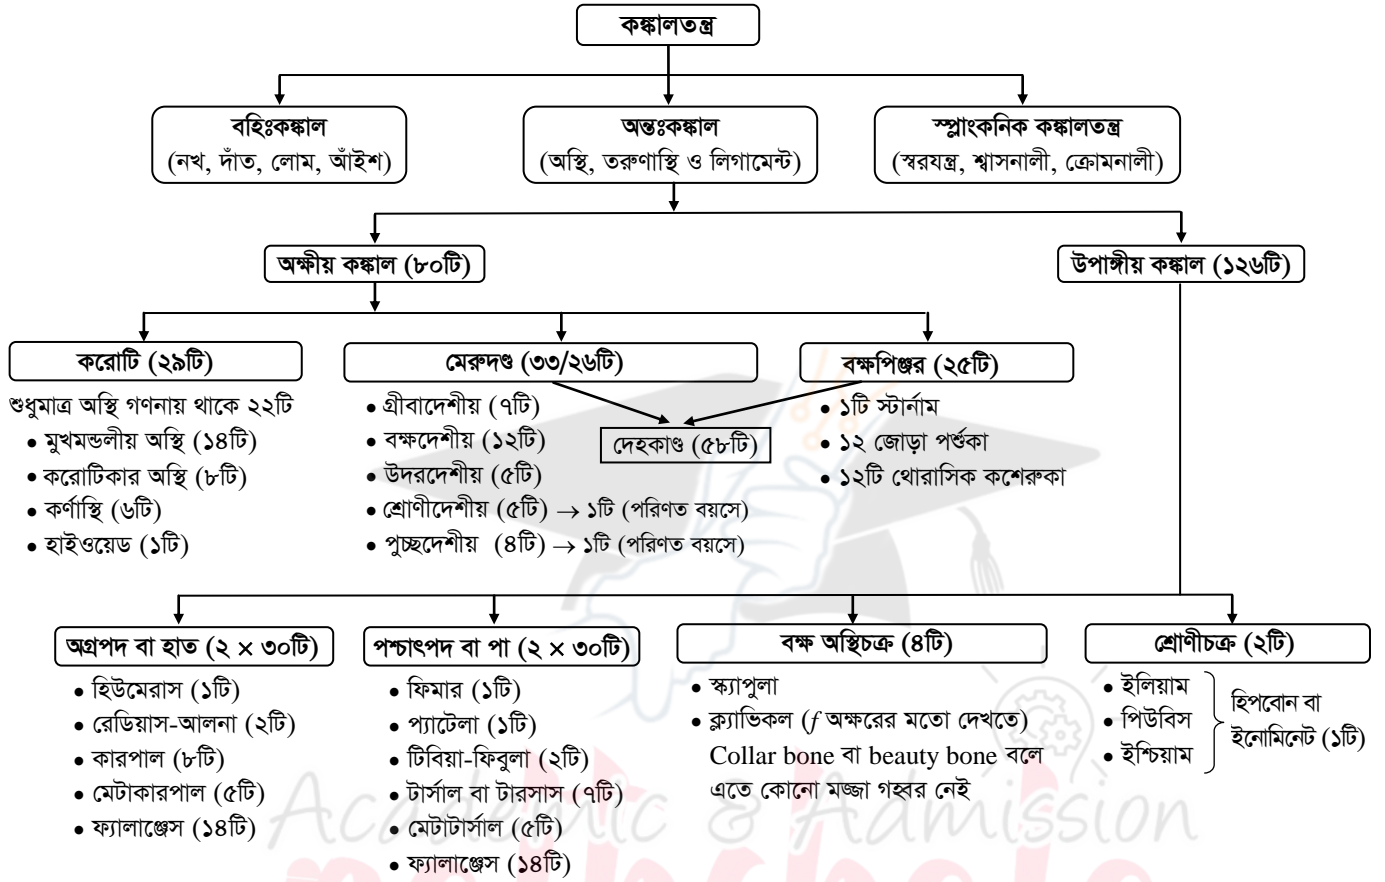 কঙ্কালতন্ত্র
বহিঃকঙ্কাল
(নখ, দাঁত, লোম, আঁইশ)
অন্তঃকঙ্কাল
(অস্থি, তরুণাস্থি ও লিগামেন্ট)
স্প্লাংকনিক কঙ্কালতন্ত্র
(স্বরযন্ত্র, শ্বাসনালী, ক্রোমনালী)
অক্ষীয় কঙ্কাল (৮০টি)
উপাঙ্গীয় কঙ্কাল (১২৬টি)
করোটি (২৯টি)
শুধুমাত্র অস্থি গণনায় থাকে ২২টি
• মুখমন্ডলীয় অস্থি (১৪টি)
• করোটিকার অস্থি (৮টি)
• কর্ণাস্থি (৬টি)
• হাইওয়েড (১টি)
মেরুদণ্ড (৩৩/২৬টি)
• গ্রীবাদেশীয় (৭টি)
• বক্ষদেশীয় (১২টি)
• উদরদেশীয় (৫টি)
• শ্রোণীদেশীয় (৫টি) → ১টি (পরিণত বয়সে)
• পুচ্ছদেশীয় (৪টি) → ১টি (পরিণত বয়সে)
দেহকাণ্ড (৫৮টি)
বক্ষপিঞ্জর (২৫টি)
• ১টি স্টার্নাম
• ১২ জোড়া পর্শুকা
• ১২টি থোরাসিক কশেরুকা
অগ্রপদ বা হাত (২ × ৩০টি)
• হিউমেরাস (১টি)
• রেডিয়াস-আলনা (২টি)
• কারপাল (৮টি)
• মেটাকারপাল (৫টি)
• ফ্যালাঞ্জেস (১৪টি)
পশ্চাৎপদ বা পা (২ × ৩০টি)
• ফিমার (১টি)
• প্যাটেলা (১টি)
• টিবিয়া-ফিবুলা (২টি)
• টার্সাল বা টারসাস (৭টি)
• মেটাটার্সাল (৫টি)
• ফ্যালাঞ্জেস (১৪টি)
বক্ষ অস্থিচক্র (৪টি)
• স্ক্যাপুলা
• ক্ল্যাভিকল (f অক্ষরের মতো দেখতে)
Collar bone বা beauty bone বলে
এতে কোনো মজ্জা গহ্বর নেই
শ্রোণীচক্র (২টি)
• ইলিয়াম
• পিউবিস
• ইশ্চিয়াম
হিপবোন বা
ইনোমিনেট (১টি)
Academic & Admission